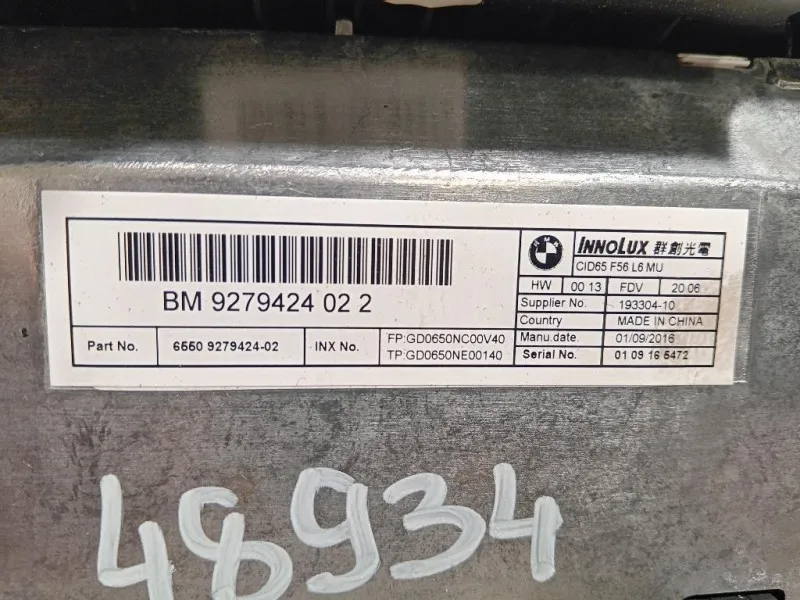 BM 9279424 02 2
Part No. 6550 9279424-02 INX No. FP:GD0650NC00V40
TP:GD0650NE00140
BMW INNOLUX 群創光電
CID65 F56 L6 MU
HW 00 13 FDV 20 06
Supplier No. 193304-10
Country MADE IN CHINA
Manu.date. 01/09/2016
Serial No. 01 09 16 5472
48934